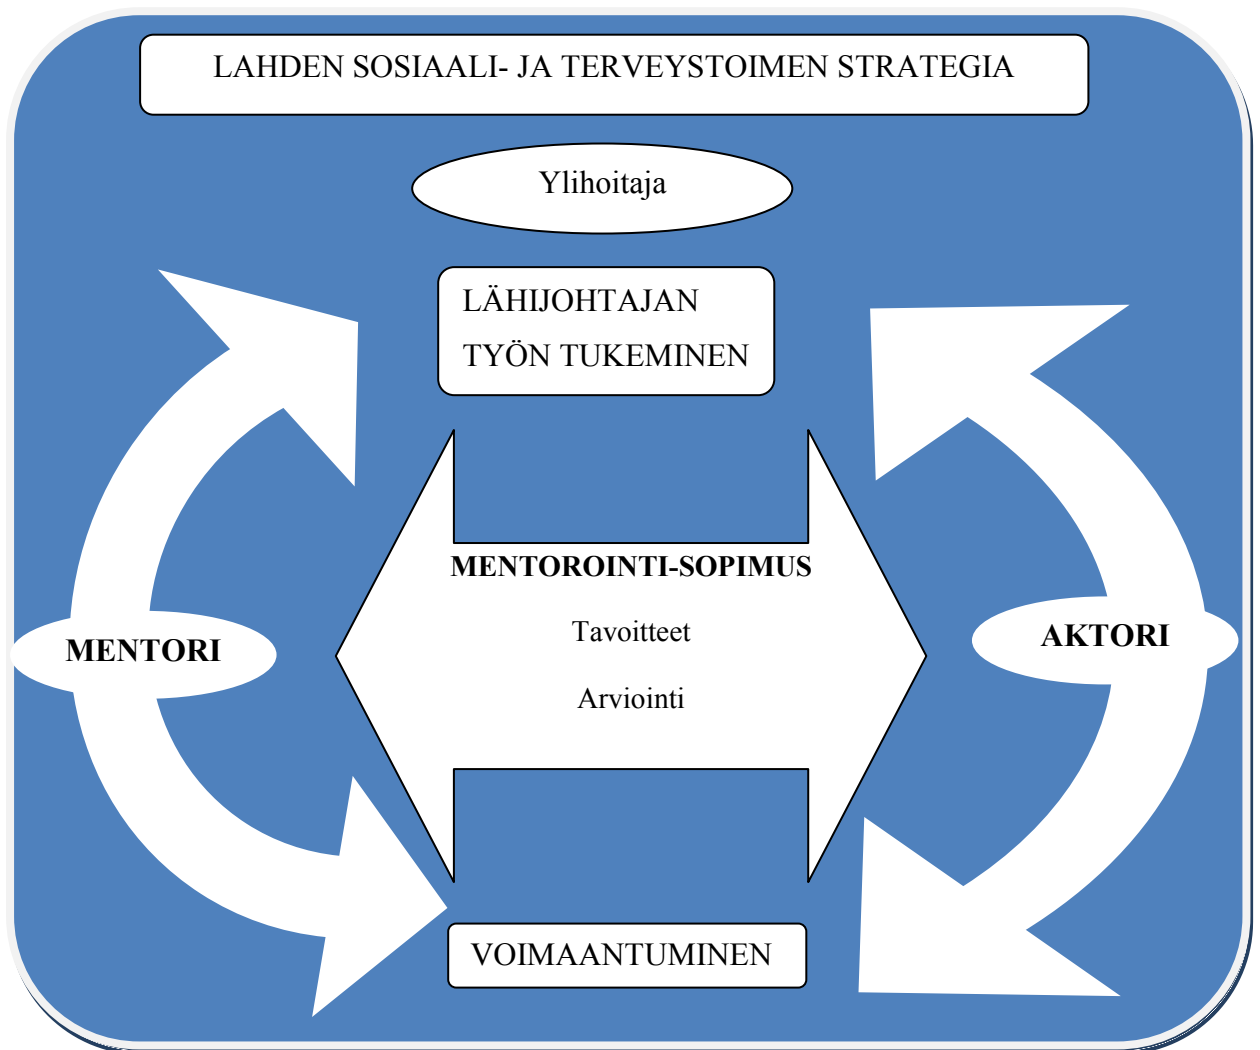 LAHDEN SOSIAALI- JA TERVEYSTOIMEN STRATEGIA
Ylihoitaja
LÄHIJOHTAJAN
TYÖN TUKEMINEN
MENTOROINTI-SOPIMUS
Tavoitteet
Arviointi
MENTORI
AKTORI
VOIMAANTUMINEN